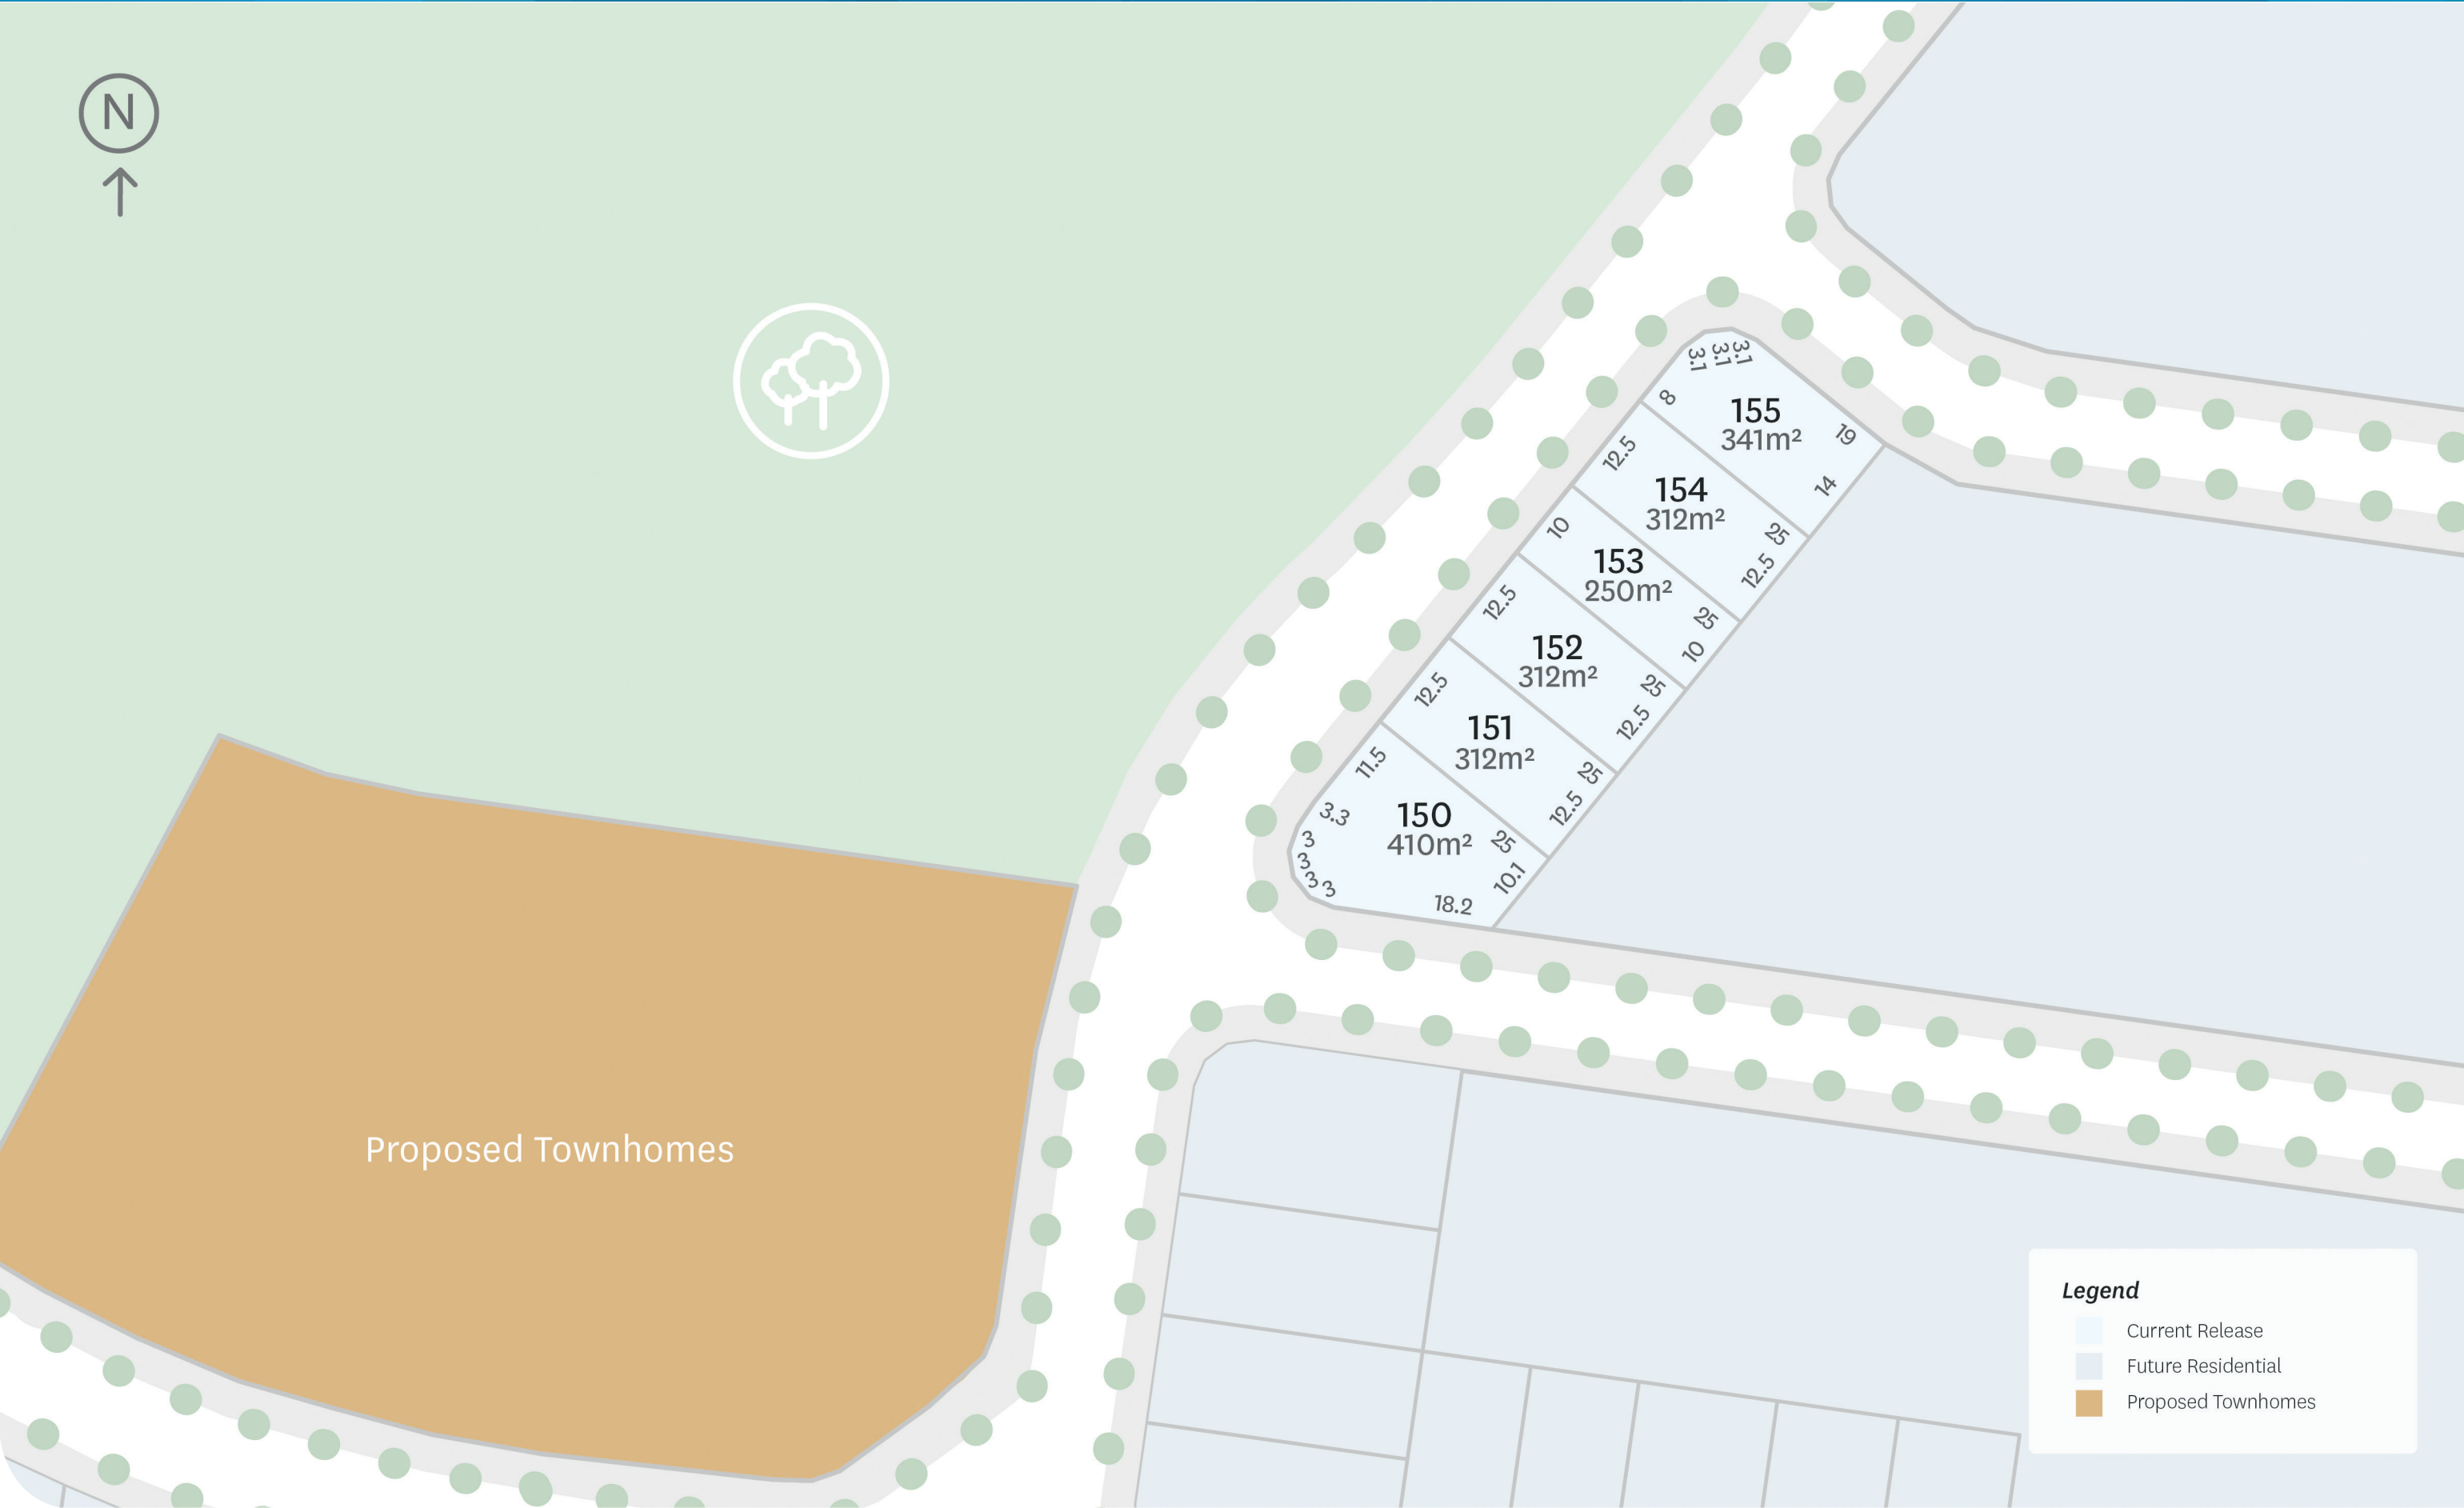 N
3.1
3.1
3.1
8
155
341m²
19
14
12.5
154
312m²
25
12.5
10
153
250m²
25
10
12.5
152
312m²
25
12.5
12.5
151
312m²
25
12.5
11.5
150
410m²
25
10.1
3.3
3
3
3
3
18.2
Proposed Townhomes
Legend
Current Release
Future Residential
Proposed Townhomes